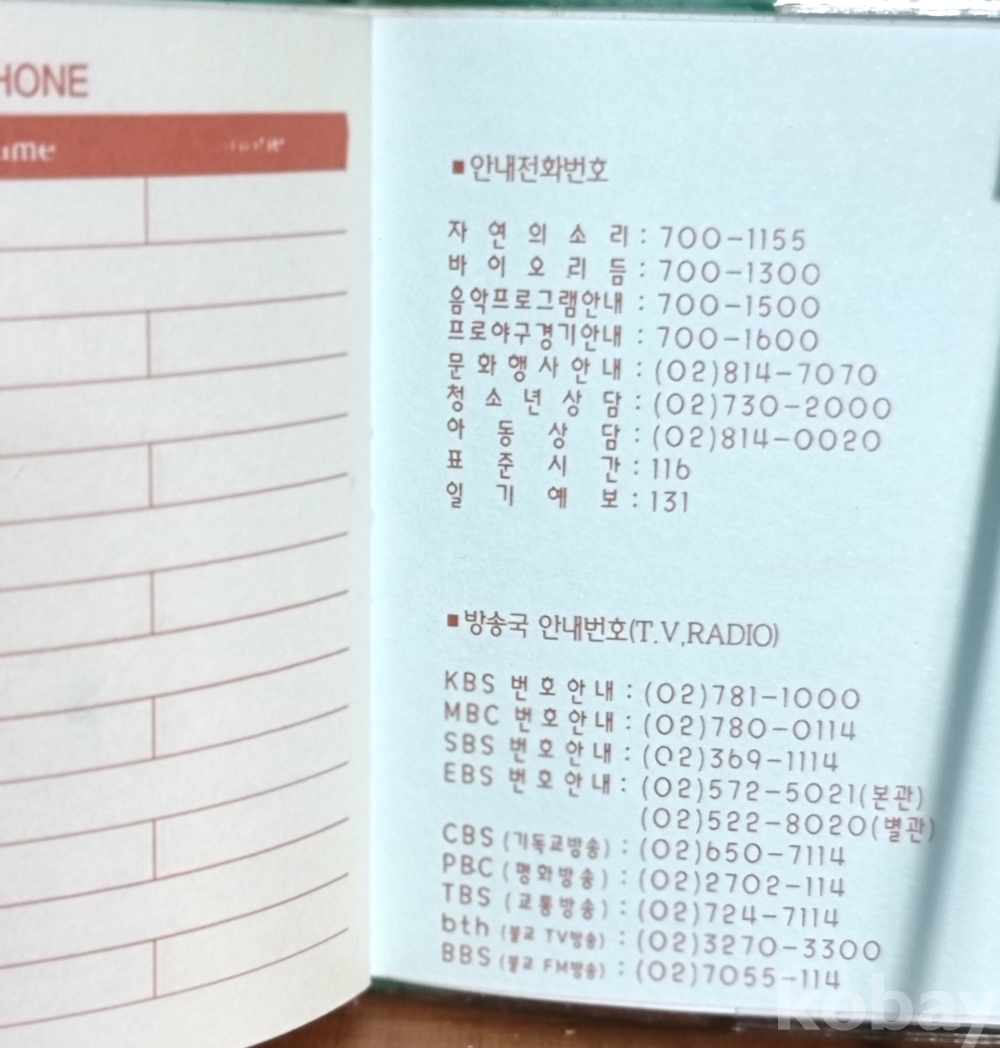 HONE
■ 안내전화번호
자 연 의 소 리 : 700-1155
바 이 오 리 듬 : 700-1300
음악프로그램안내 : 700-1500
프로야구경기안내 : 700-1600
문 화 행 사 안 내 : (02)814-7070
청 소 년 상 담 : (02)730-2000
아 동 상 담 : (02)814-0020
표 준 시 간 : 116
일 기 예 보 : 131
■ 방송국 안내번호(T.V,RADIO)
KBS 번 호 안 내 : (02)781-1000
MBC 번 호 안 내 : (02)780-0114
SBS 번 호 안 내 : (02)369-1114
EBS 번 호 안 내 : (02)572-5021(본관)
(02)522-8020(별관)
CBS (기독교방송) : (02)650-7114
PBC (평화방송) : (02)2702-114
TBS (교통방송) : (02)724-7114
bth (불교 TV방송) : (02)3270-3300
BBS (불교 FM방송) : (02)7055-114
kobay